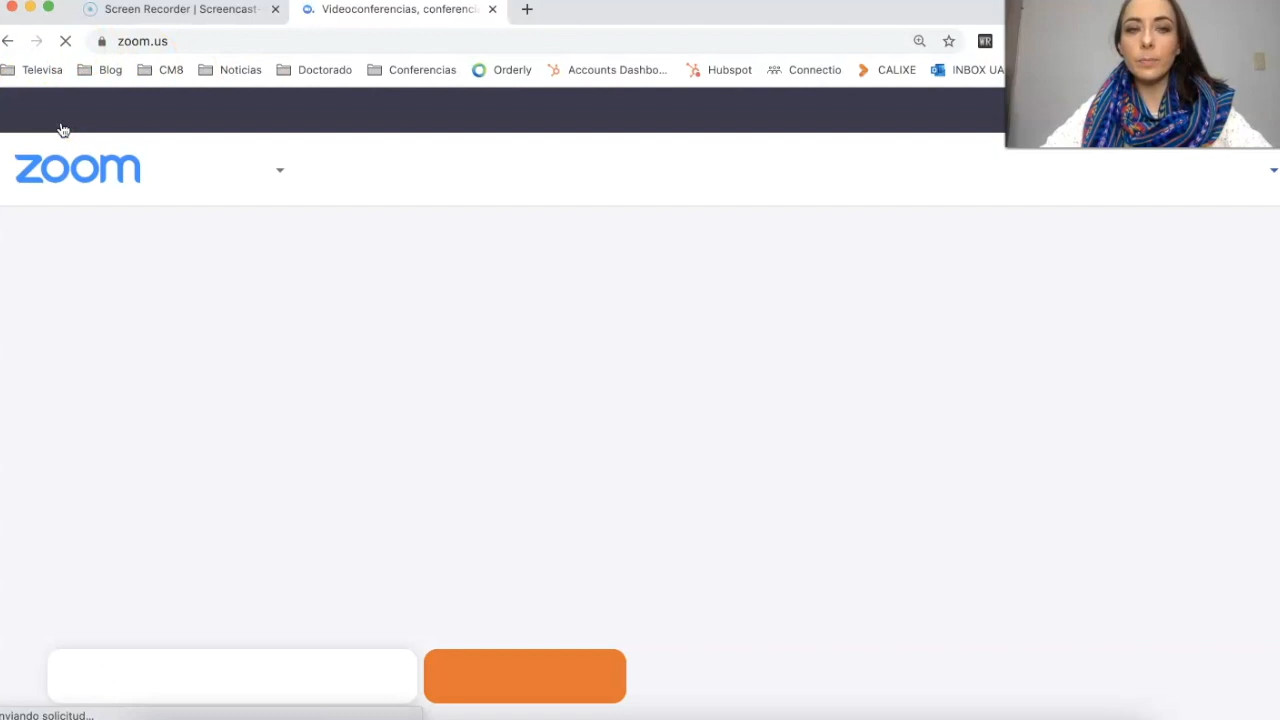 Screen Recorder | Screencast-
Videoconferencias, conferenci
zoom.us
WR
Televisa
Blog
CM8
Noticias
Doctorado
Conferencias
Orderly
Accounts Dashbo...
Hubspot
Connectio
CALIXE
INBOX UA
zoom
nviando solicitud...